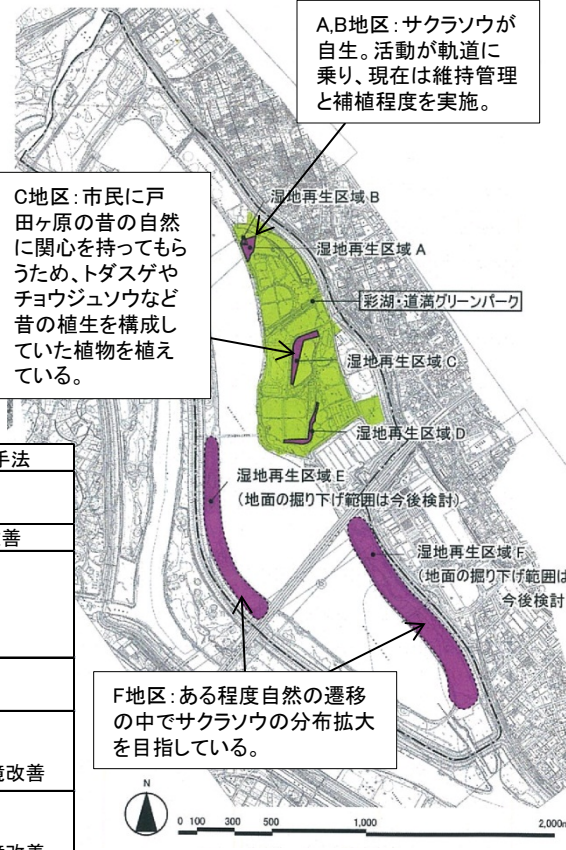 A,B地区：サクラソウが
自生。活動が軌道に
乗り、現在は維持管理
と補植程度を実施。
C地区：市民に戸
田ヶ原の昔の自然
に関心を持ってもら
うため、トダスゲや
チョウジュソウなど
昔の植生を構成し
ていた植物を植え
ている。
湿地再生区域 B
湿地再生区域 A
彩湖・道満グリーンパーク
湿地再生区域 C
湿地再生区域 D
手法
善
境改善
境改善
湿地再生区域 E
（地面の掘り下げ範囲は今後検討）
湿地再生区域 F
（地面の掘り下げ範囲は
今後検討
F地区：ある程度自然の遷移
の中でサクラソウの分布拡大
を目指している。
N
0 100 300 500 1,000 2,000m